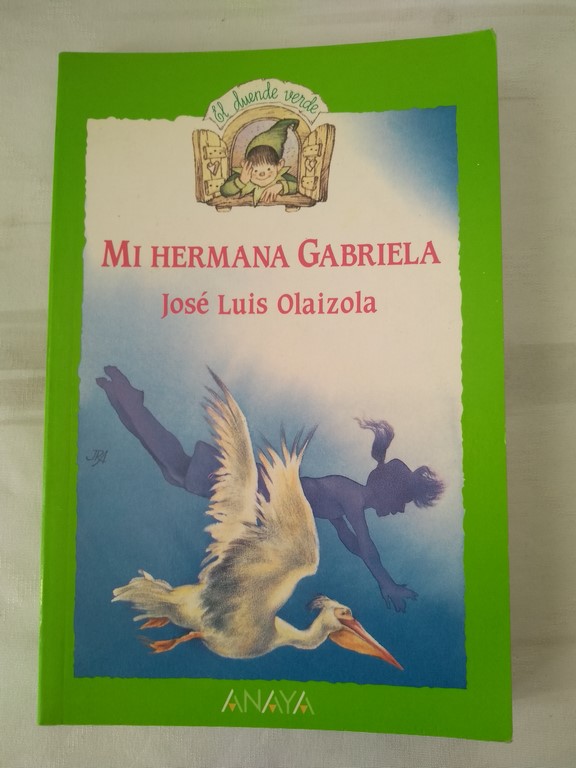 El duende verde
MI HERMANA GABRIELA
José Luis Olaizola
ANAYA